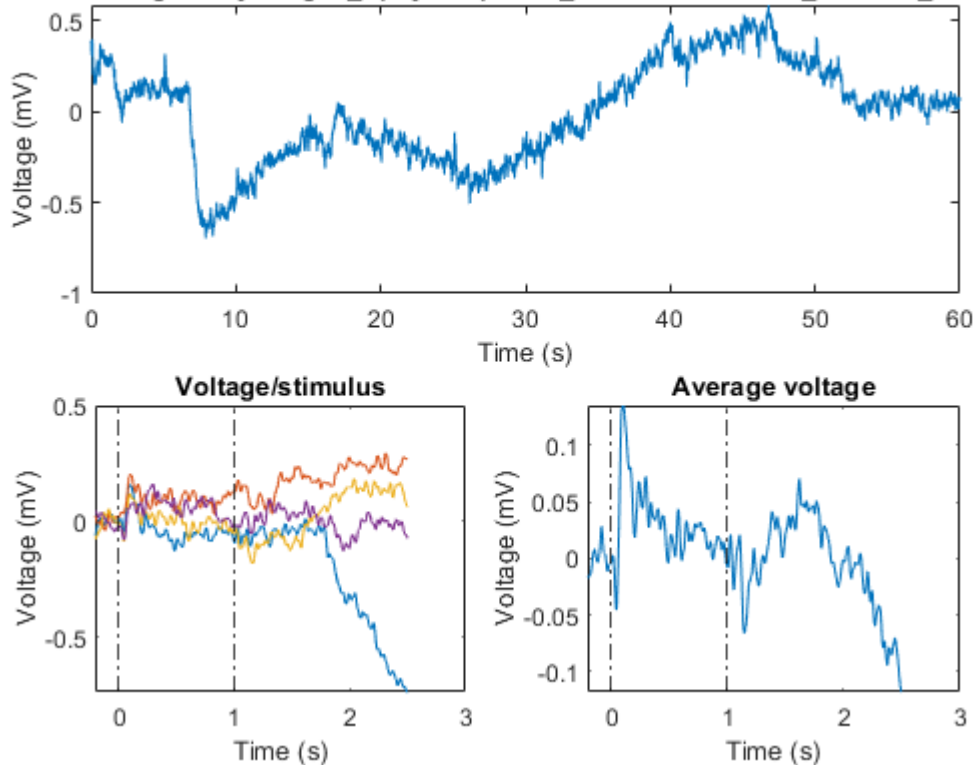 0.5
0
-0.5
-1
Voltage (mV)
0 10 20 30 40 50 60
Time (s)
Voltage/stimulus
0.5
0
-0.5
Voltage (mV)
0 1 2 3
Time (s)
Average voltage
0.1
0.05
0
-0.05
-0.1
Voltage (mV)
0 1 2 3
Time (s)